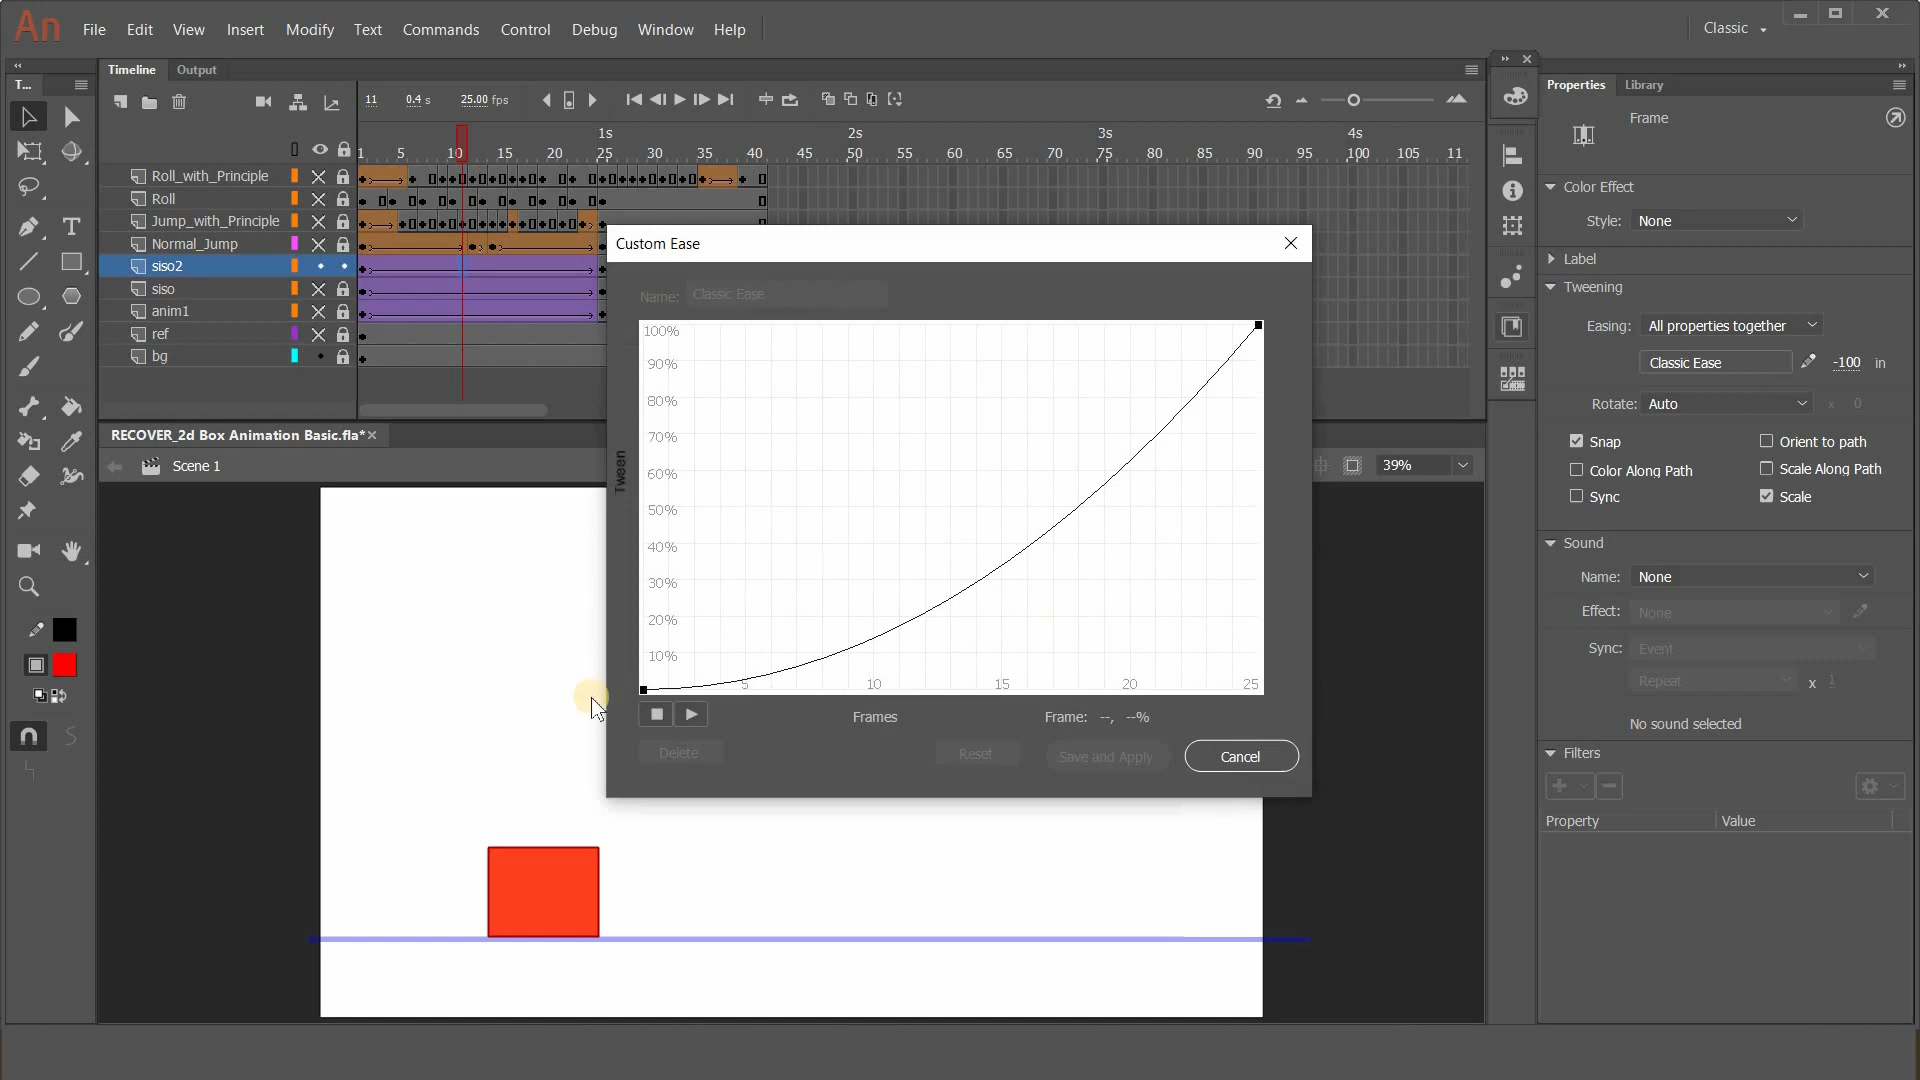 An File Edit View Insert Modify Text Commands Control Debug Window Help Classic
Timeline Output
T...
Properties Library
11 0.4 s 25.00 fps
Frame
1s 2s 3s 4s
1 5 10 15 20 25 30 35 40 45 50 55 60 65 70 75 80 85 90 95 100 105 11
Roll_with_Principle
Roll
Jump_with_Principle
Normal_Jump
siso2
siso
anim1
ref
bg
Color Effect
Style: None
Label
Tweening
Easing: All properties together
Classic Ease -100 in
Rotate: Auto x 0
Snap Orient to path
Color Along Path Scale Along Path
Sync Scale
Sound
Name: None
Effect: None
Sync: Event
Repeat x 1
No sound selected
Filters
Property Value
RECOVER_2d Box Animation Basic.fla*
Scene 1
39%
Custom Ease
Name: Classic Ease
100%
90%
80%
70%
60%
50%
40%
30%
20%
10%
Tween
5 10 15 20 25
Frames Frame: --, --%
Delete Reset Save and Apply Cancel